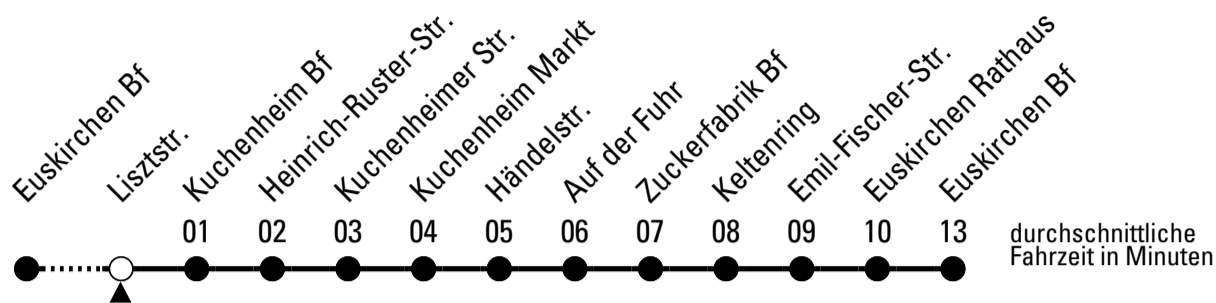 Euskirchen Bf
Lisztstr.
Kuchenheim Bf
Heinrich-Ruster-Str.
Kuchenheimer Str.
Kuchenheim Markt
Händelstr.
Auf der Fuhr
Zuckerfabrik Bf
Keltenring
Emil-Fischer-Str.
Euskirchen Rathaus
Euskirchen Bf
01 02 03 04 05 06 07 08 09 10 13
durchschnittliche
Fahrzeit in Minuten